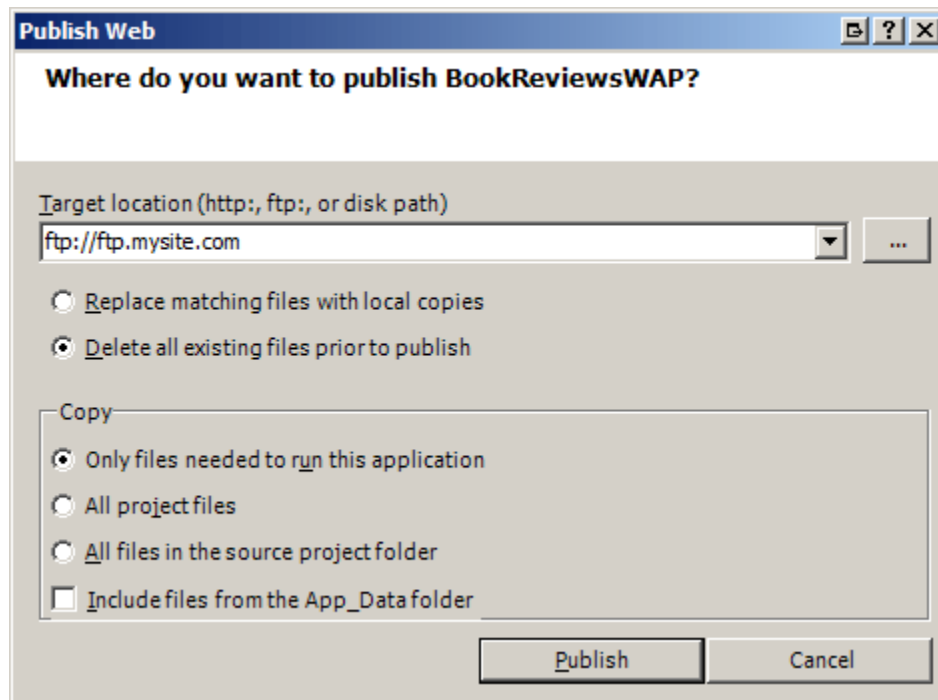 Publish Web
Where do you want to publish BookReviewsWAP?
Target location (http:, ftp:, or disk path)
ftp://ftp.mysite.com
...
Replace matching files with local copies
Delete all existing files prior to publish
Copy
Only files needed to run this application
All project files
All files in the source project folder
Include files from the App_Data folder
Publish Cancel